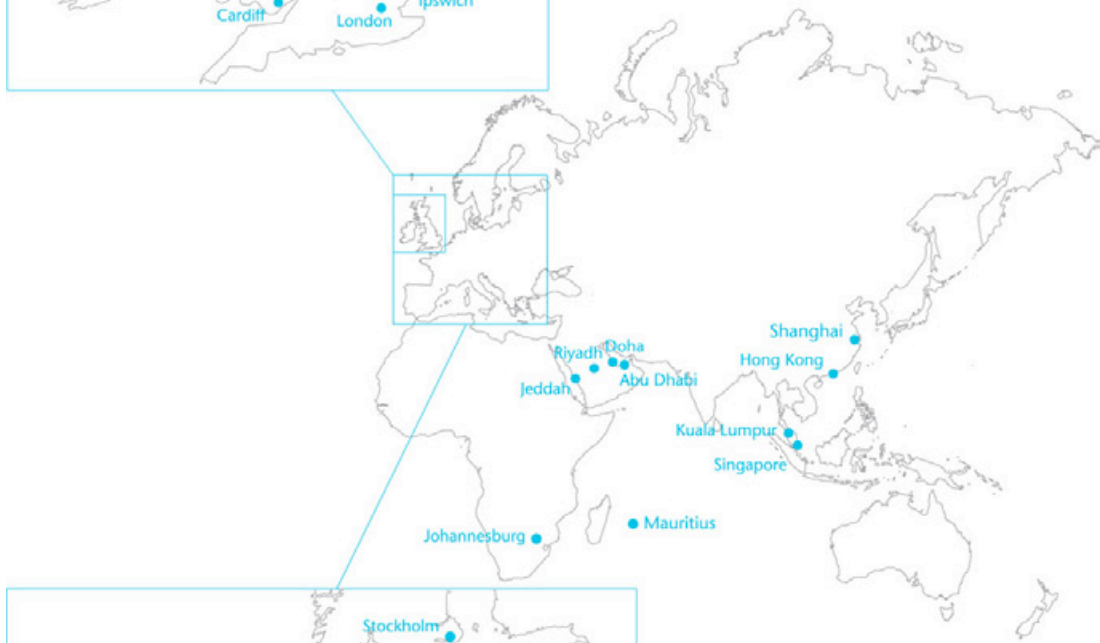 Ipswich
Cardiff
London
Shanghai
Riyadh
Doha
Hong Kong
Abu Dhabi
Jeddah
Kuala Lumpur
Singapore
Mauritius
Johannesburg
Stockholm